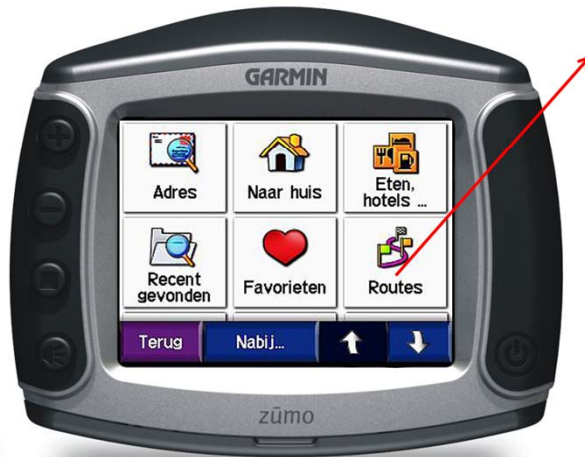 GARMIN
Adres
Naar huis
Eten,
hotels ...
Recent
gevonden
Favorieten
Routes
Terug
Nabij...
zūmo